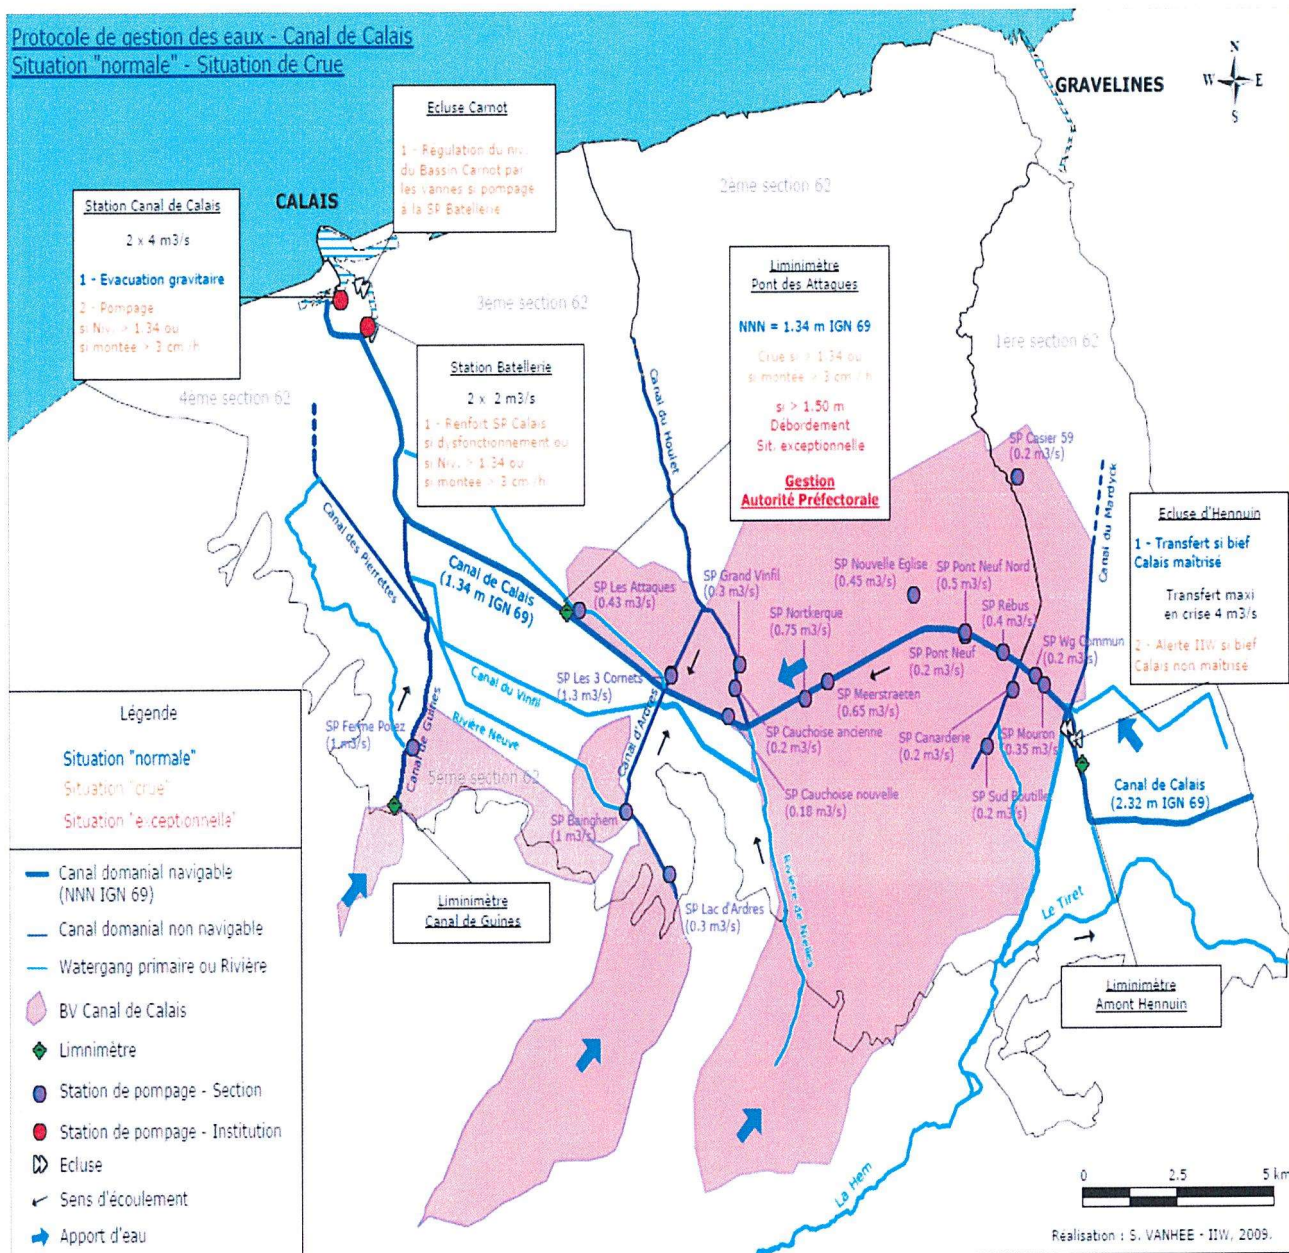 Protocole de gestion des eaux - Canal de Calais
Situation "normale" - Situation de Crue
GRAVELINES
N
W
E
S
Ecluse Carnot
1 - Régulation du niv.
du Bassin Carnot par
les vannes si pompage
à la SP Batellerie
CALAIS
Station Canal de Calais
2 x 4 m3/s
1 - Evacuation gravitaire
2 - Pompage
si Niv. > 1.34 ou
si montée > 3 cm /h
2ème section 62
3ème section 62
4ème section 62
1ère section 62
5ème section 62
Station Batellerie
2 x 2 m3/s
1 - Renfort SP Calais
si dysfonctionnement ou
si Niv. > 1.34 ou
si montée > 3 cm /h
Liminimètre
Pont des Attaques
NNN = 1.34 m IGN 69
Crue si > 1.34 ou
si montée > 3 cm / h
si > 1.50 m
Débordement
Sit. exceptionnelle
Gestion
Autorité Préfectorale
Ecluse d'Hennuin
1 - Transfert si bief
Calais maitrisé
Transfert maxi
en crise 4 m3/s
2 - Alerte IIW si bief
Calais non maitrisé
SP Casier 59
(0.2 m3/s)
Canal du Mardyck
Canal du Houlet
Canal des Pierrettes
Canal de Calais
(1.34 m IGN 69)
SP Les Attaques
(0.43 m3/s)
SP Grand Vinfil
(0.3 m3/s)
SP Nouvelle Eglise
(0.45 m3/s)
SP Pont Neuf Nord
(0.5 m3/s)
SP Nortkerque
(0.75 m3/s)
SP Rébus
(0.4 m3/s)
SP Pont Neuf
(0.2 m3/s)
SP Wg Commun
(0.2 m3/s)
SP Les 3 Cornets
(1.3 m3/s)
SP Meerstraeten
(0.65 m3/s)
SP Cauchoise ancienne
(0.2 m3/s)
SP Canarderie
(0.2 m3/s)
SP Mouron
(0.35 m3/s)
SP Cauchoise nouvelle
(0.18 m3/s)
SP Sud Boutille
(0.2 m3/s)
Canal de Calais
(2.32 m IGN 69)
Canal du Vinfil
Rivière Neuve
Canal d'Ardres
Canal de Guines
SP Ferme Polez
(1 m3/s)
SP Bainghem
(1 m3/s)
SP Lac d'Ardres
(0.3 m3/s)
Rivière de Nielles
Le Tiret
La Hem
Liminimètre
Canal de Guines
Liminimètre
Amont Hennuin
Légende
Situation "normale"
Situation "crue"
Situation "exceptionnelle"
Canal domanial navigable
(NNN IGN 69)
Canal domanial non navigable
Watergang primaire ou Rivière
BV Canal de Calais
Limnimètre
Station de pompage - Section
Station de pompage - Institution
Ecluse
Sens d'écoulement
Apport d'eau
0 2.5 5 km
Réalisation : S. VANHEE - IIW, 2009.